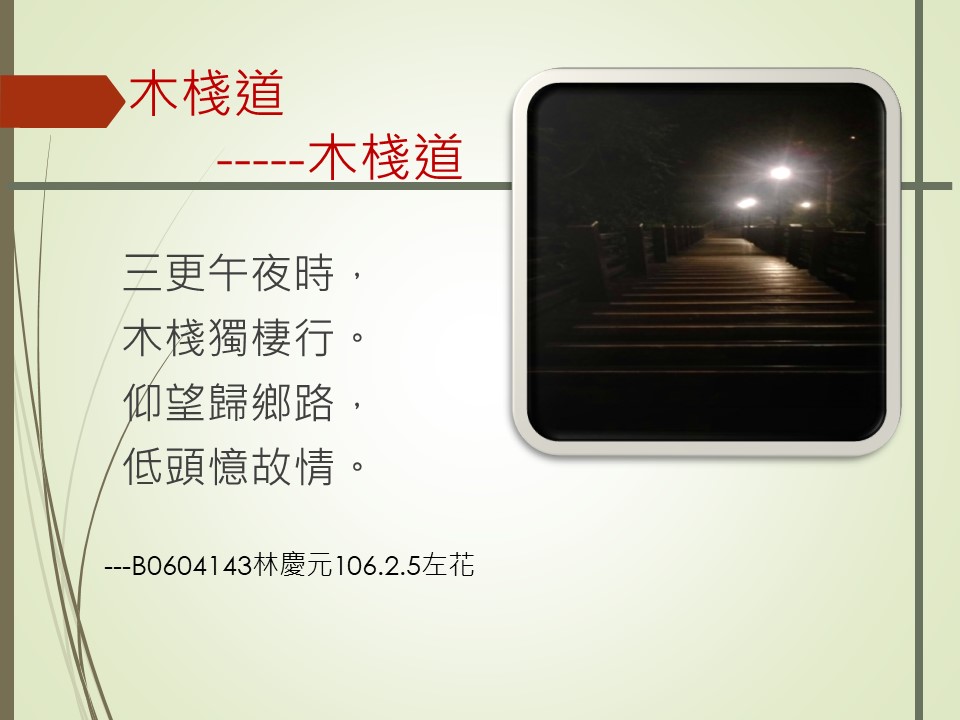 木棧道
-----木棧道
三更午夜時，
木棧獨棲行。
仰望歸鄉路，
低頭憶故情。
---B0604143林慶元106.2.5左花